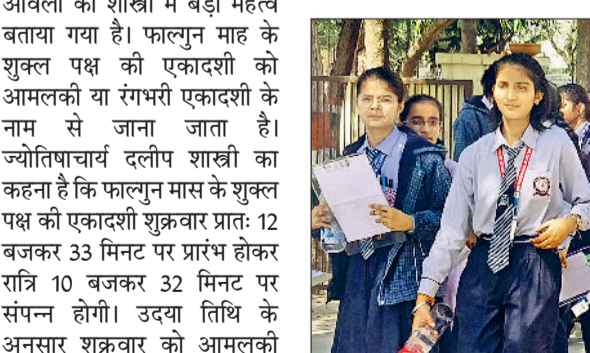 आंवला को शास्त्रों में बड़ा महत्व
बताया गया है। फाल्गुन माह के
शुक्ल पक्ष की एकादशी को
आमलकी या रंगभरी एकादशी के
नाम से जाना जाता है।
ज्योतिषाचार्य दलीप शास्त्री का
कहना है कि फाल्गुन मास के शुक्ल
पक्ष की एकादशी शुक्रवार प्रातः 12
बजकर 33 मिनट पर प्रारंभ होकर
रात्रि 10 बजकर 32 मिनट पर
संपन्न होगी। उदया तिथि के
अनुसार शुक्रवार को आमलकी